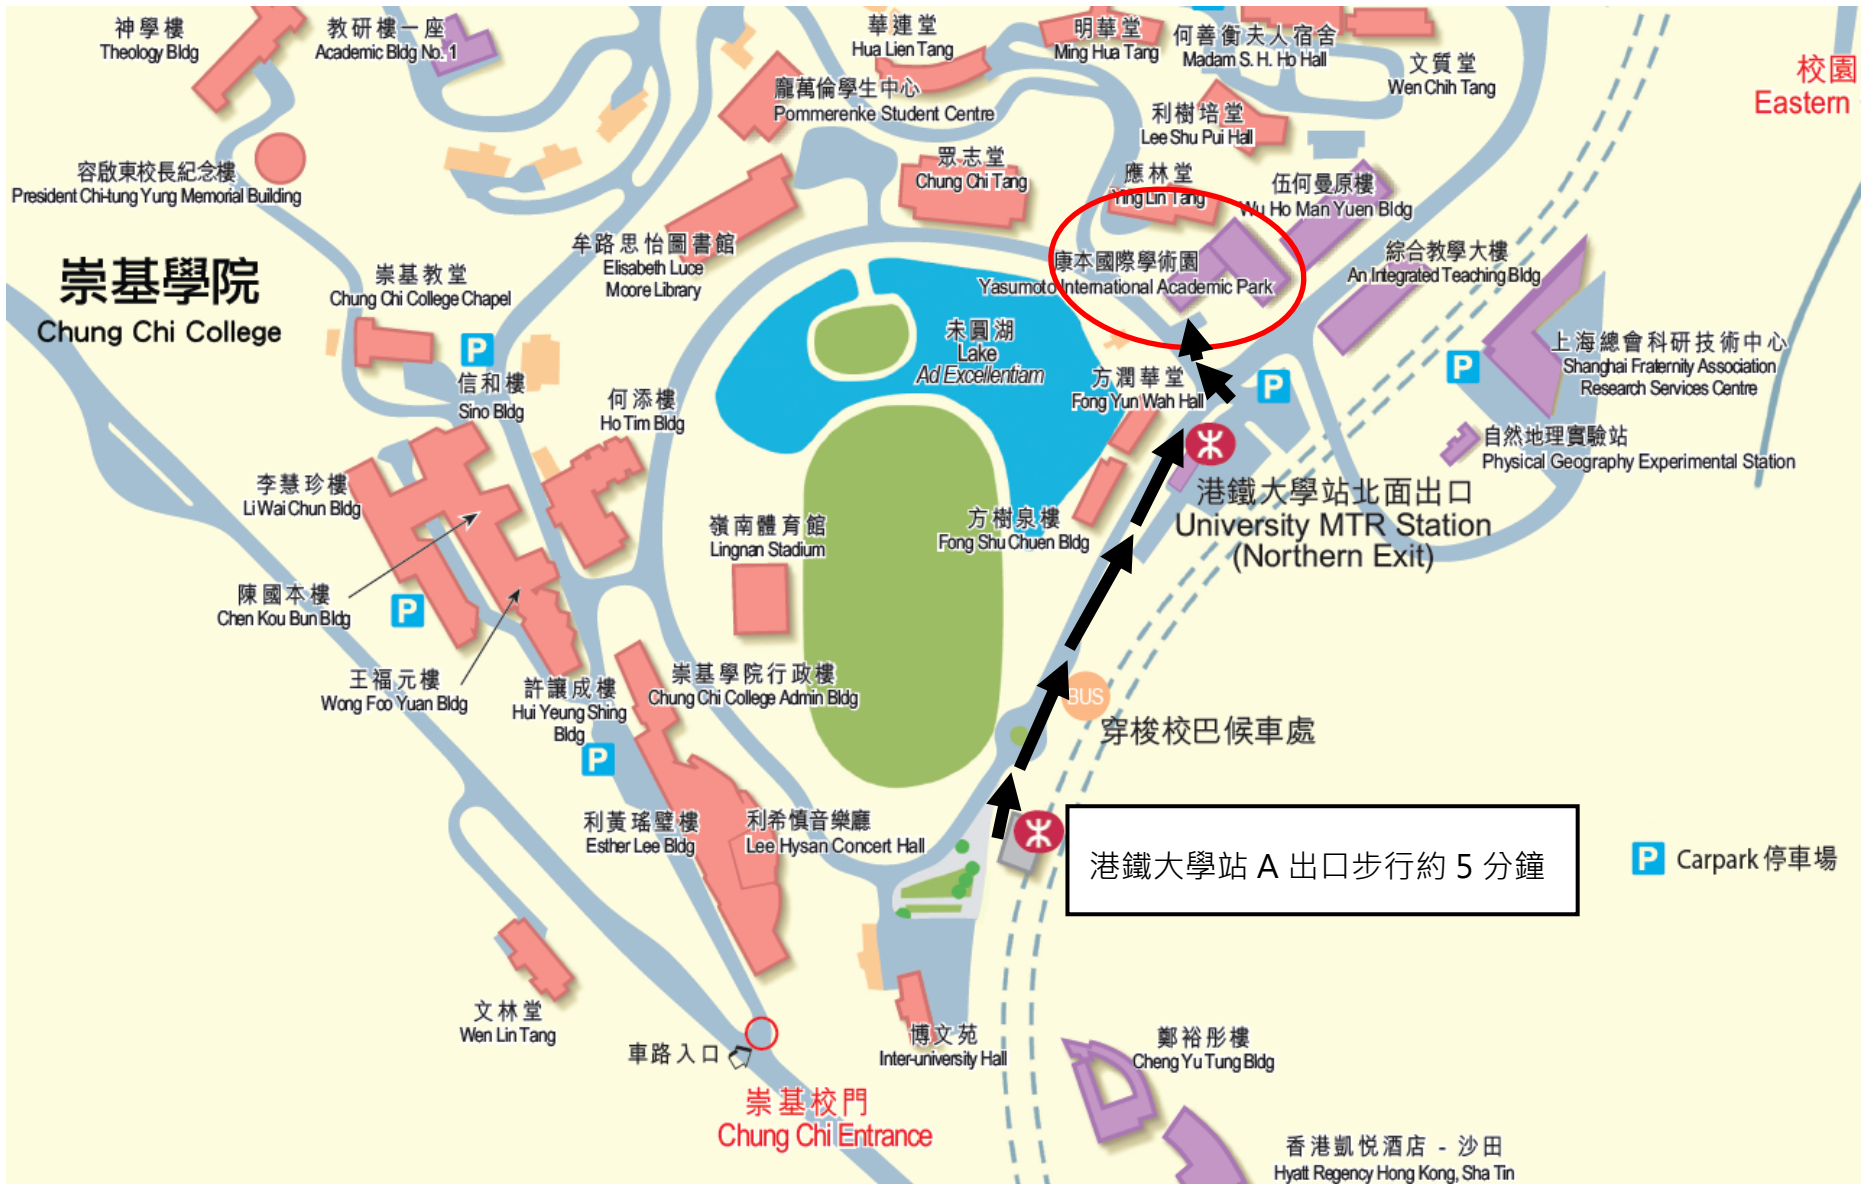 神學樓
Theology Bldg
教研樓一座
Academic Bldg No. 1
華連堂
Hua Lien Tang
明華堂
Ming Hua Tang
何善衡夫人宿舍
Madam S. H. Ho Hall
文質堂
Wen Chih Tang
校園
Eastern
龐萬倫學生中心
Pommerenke Student Centre
利樹培堂
Lee Shu Pui Hall
容啟東校長紀念樓
President Chi-tung Yung Memorial Building
眾志堂
Chung Chi Tang
應林堂
Ying Lin Tang
伍何曼原樓
Wu Ho Man Yuen Bldg
牟路思怡圖書館
Elisabeth Luce
Moore Library
康本國際學術園
Yasumoto International Academic Park
綜合教學大樓
An Integrated Teaching Bldg
崇基學院
Chung Chi College
崇基教堂
Chung Chi College Chapel
P
信和樓
Sino Bldg
未圓湖
Lake
Ad Excellentiam
方潤華堂
Fong Yun Wah Hall
P
P
上海總會科研技術中心
Shanghai Fraternity Association
Research Services Centre
何添樓
Ho Tim Bldg
自然地理實驗站
Physical Geography Experimental Station
李慧珍樓
Li Wai Chun Bldg
港鐵大學站北面出口
University MTR Station
(Northern Exit)
嶺南體育館
Lingnan Stadium
方樹泉樓
Fong Shu Chuen Bldg
陳國本樓
Chen Kou Bun Bldg
P
王福元樓
Wong Foo Yuan Bldg
許讓成樓
Hui Yeung Shing
Bldg
崇基學院行政樓
Chung Chi College Admin Bldg
BUS
穿梭校巴候車處
P
利黃瑤璧樓
Esther Lee Bldg
利希慎音樂廳
Lee Hysan Concert Hall
港鐵大學站 A 出口步行約 5 分鐘
P Carpark 停車場
文林堂
Wen Lin Tang
車路入口
博文苑
Inter-university Hall
鄭裕彤樓
Cheng Yu Tung Bldg
崇基校門
Chung Chi Entrance
香港凱悅酒店 - 沙田
Hyatt Regency Hong Kong, Sha Tin